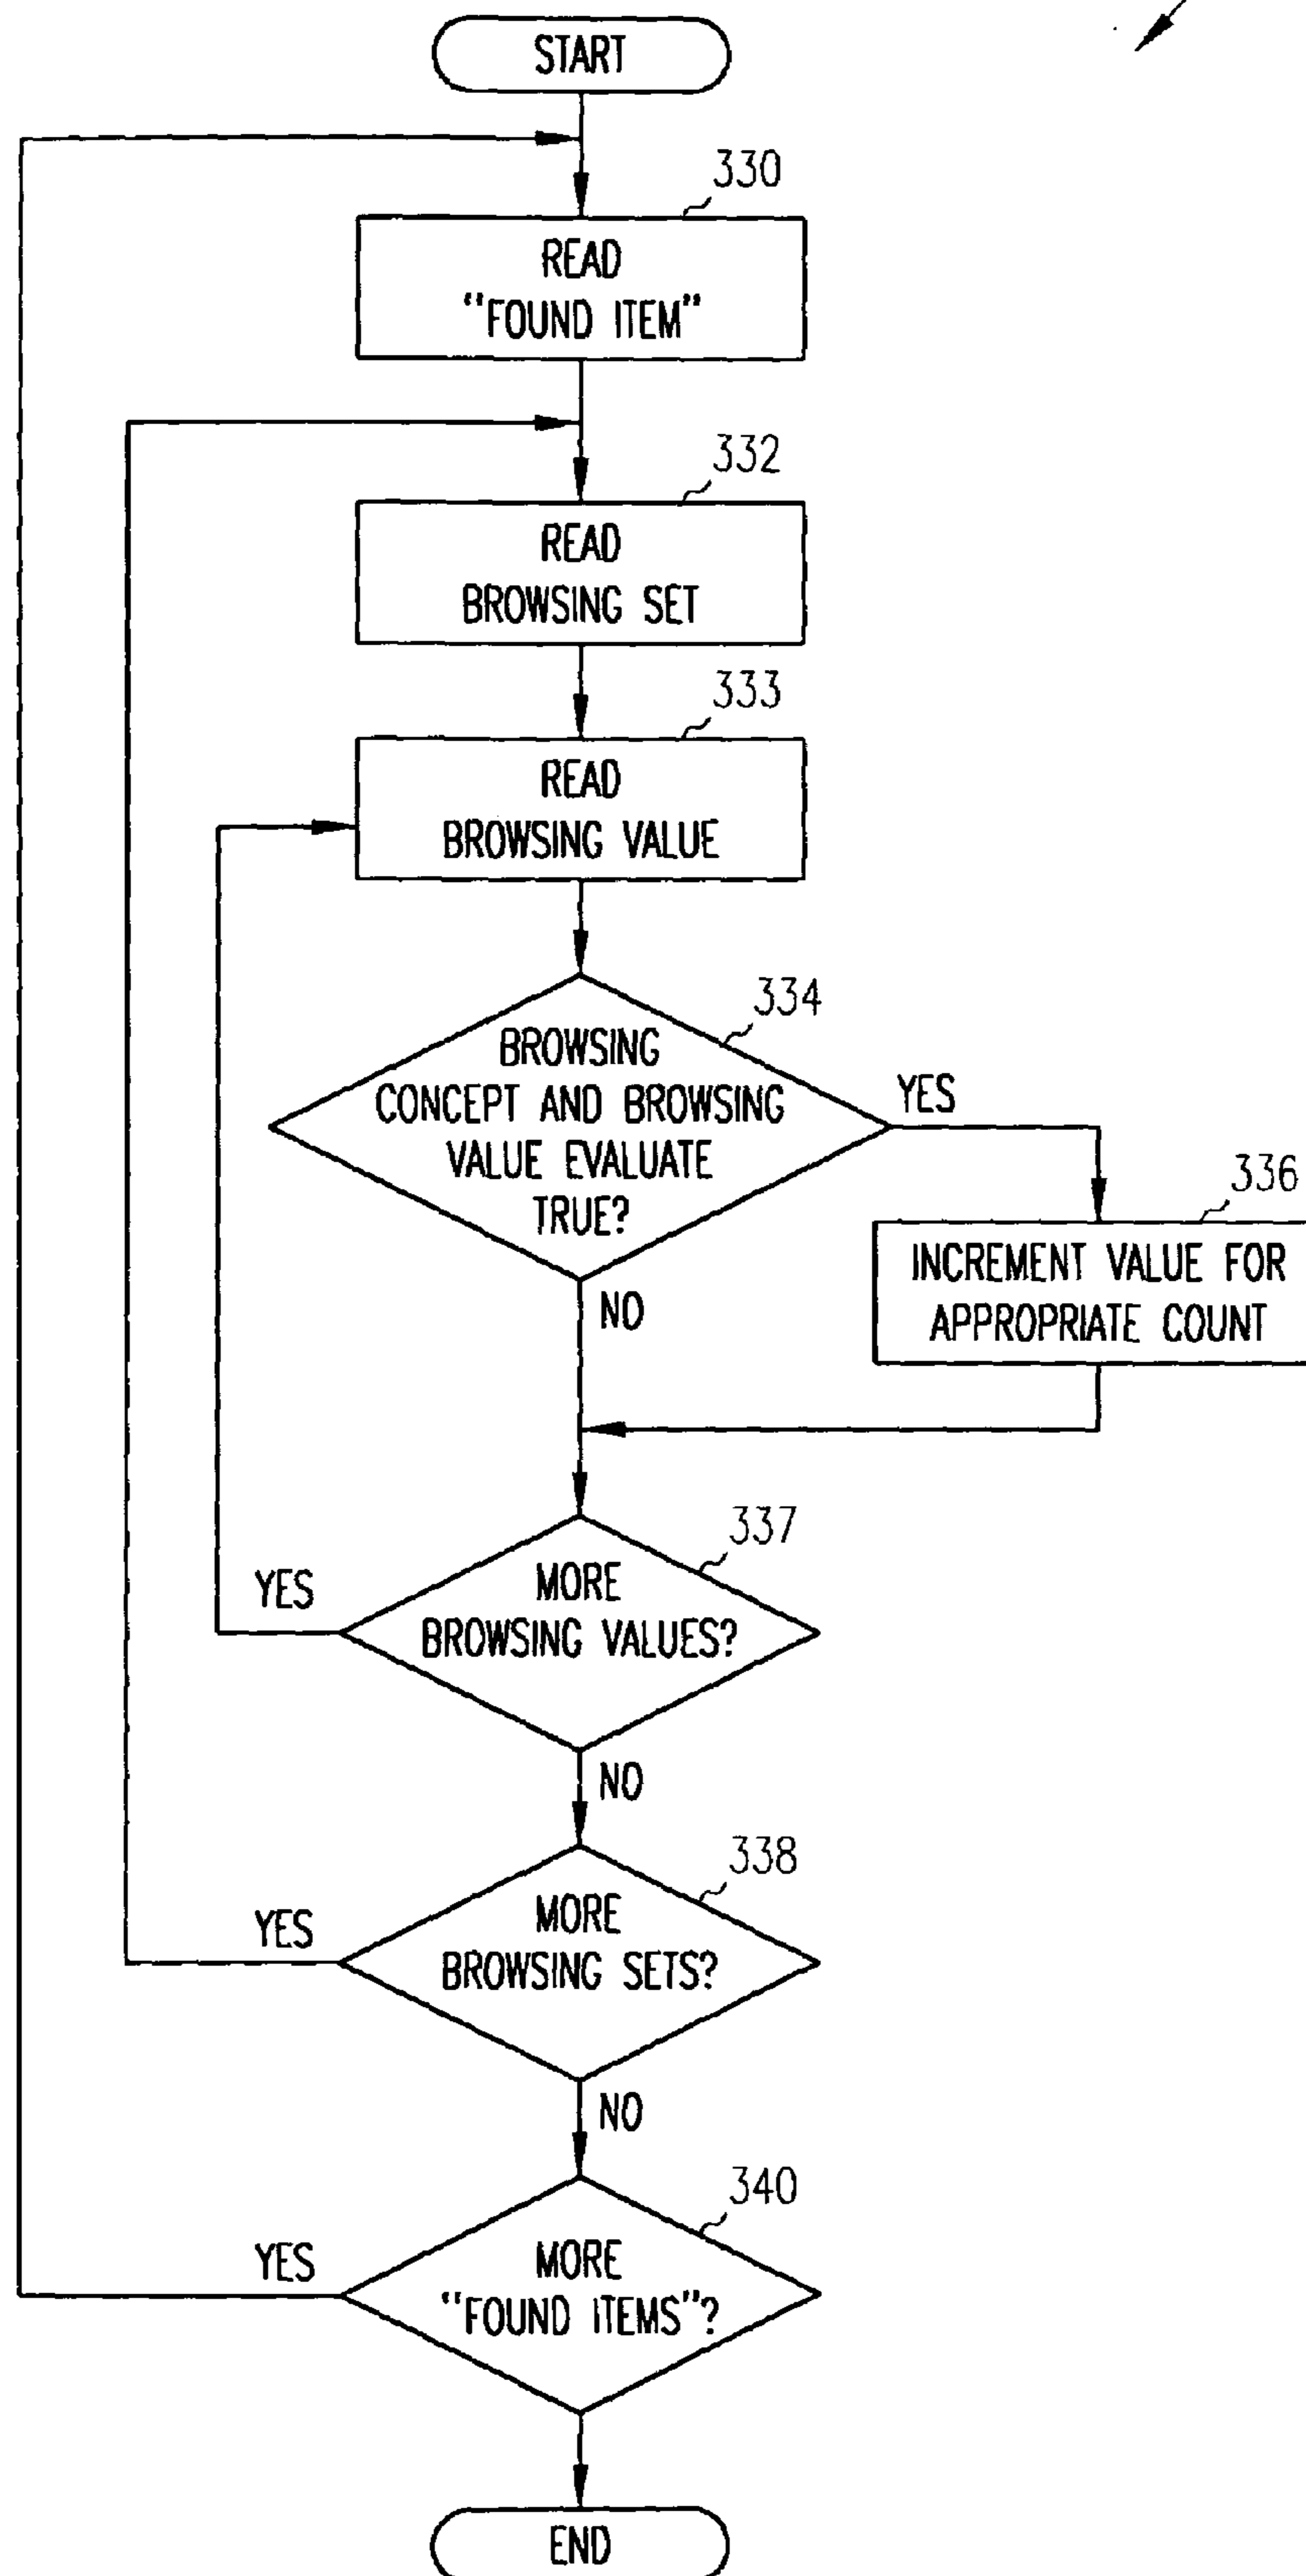 START
330
READ
"FOUND ITEM"
332
READ
BROWSING SET
333
READ
BROWSING VALUE
334
BROWSING
CONCEPT AND BROWSING
VALUE EVALUATE
TRUE?
YES
336
INCREMENT VALUE FOR
APPROPRIATE COUNT
NO
337
MORE
BROWSING VALUES?
YES
NO
338
MORE
BROWSING SETS?
YES
NO
340
MORE
"FOUND ITEMS"?
YES
END